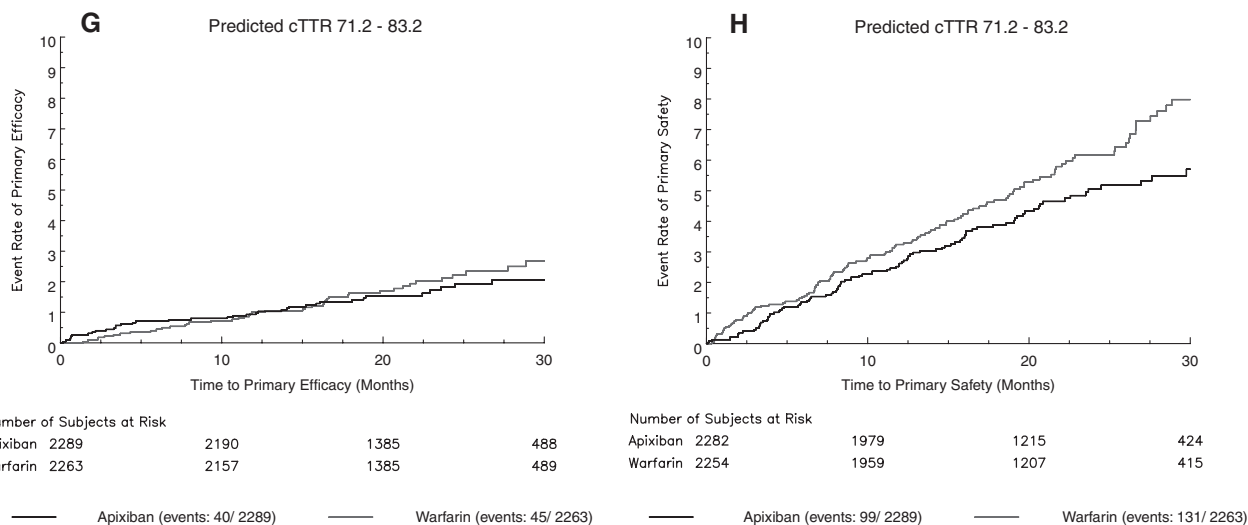 G
Predicted cTTR 71.2 - 83.2
Event Rate of Primary Efficacy
10
9
8
7
6
5
4
3
2
1
0
0 10 20 30
Time to Primary Efficacy (Months)
umber of Subjects at Risk
ixiban 2289 2190 1385 488
arfarin 2263 2157 1385 489
Apixiban (events: 40/ 2289) Warfarin (events: 45/ 2263)
H
Predicted cTTR 71.2 - 83.2
Event Rate of Primary Safety
10
9
8
7
6
5
4
3
2
1
0
0 10 20 30
Time to Primary Safety (Months)
Number of Subjects at Risk
Apixiban 2282 1979 1215 424
Warfarin 2254 1959 1207 415
Apixiban (events: 99/ 2289) Warfarin (events: 131/ 2263)